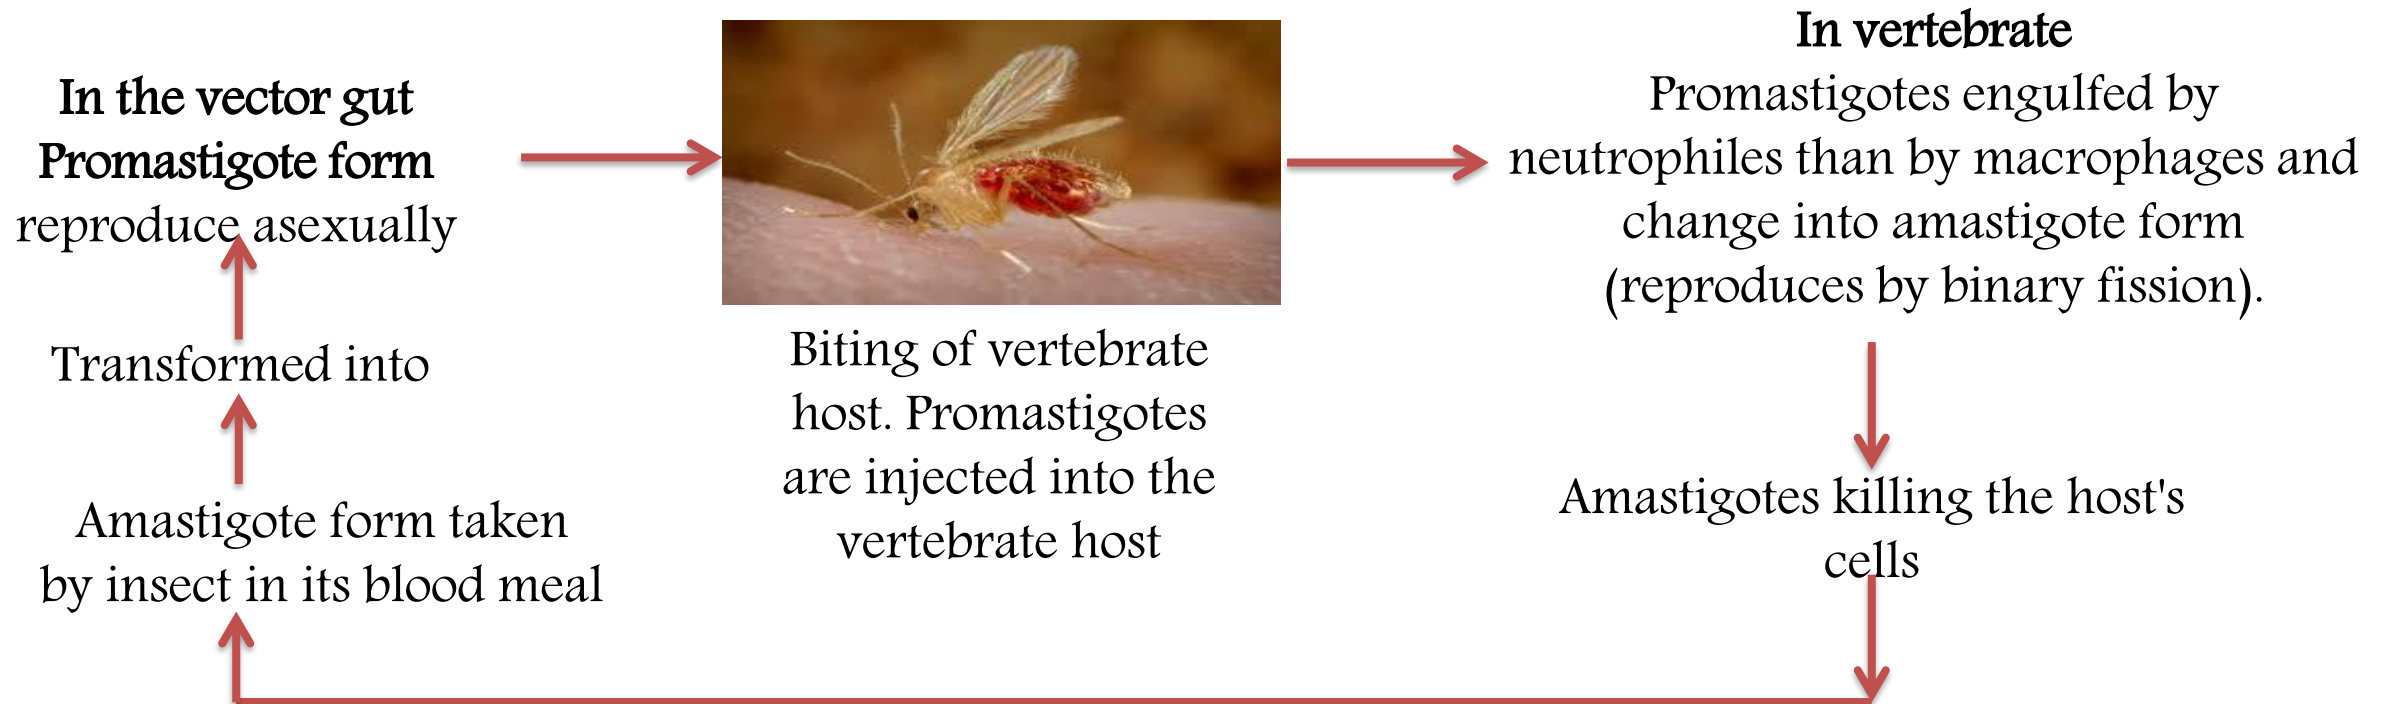 In the vector gut
Promastigote form
reproduce asexually
Transformed into
Amastigote form taken
by insect in its blood meal
Biting of vertebrate
host. Promastigotes
are injected into the
vertebrate host
In vertebrate
Promastigotes engulfed by
neutrophiles than by macrophages and
change into amastigote form
(reproduces by binary fission).
Amastigotes killing the host's
cells